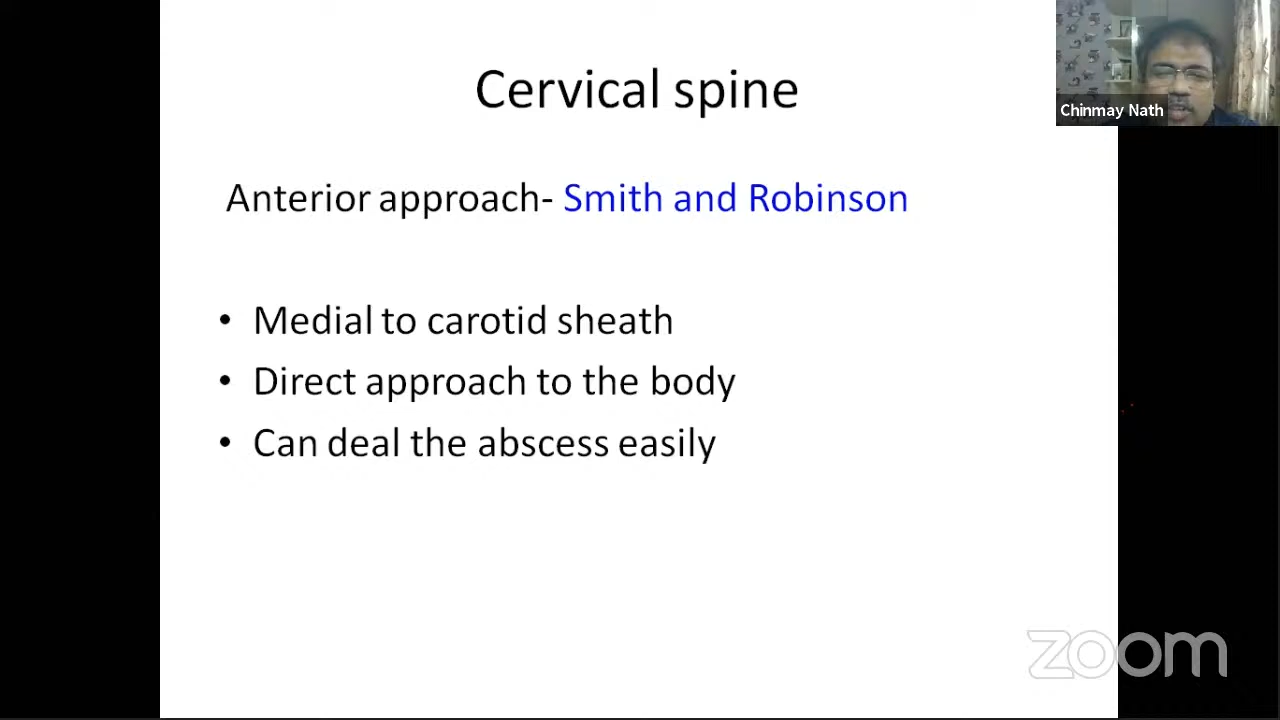 Cervical spine
Chinmay Nath
Anterior approach- Smith and Robinson
• Medial to carotid sheath
• Direct approach to the body
• Can deal the abscess easily
zoom